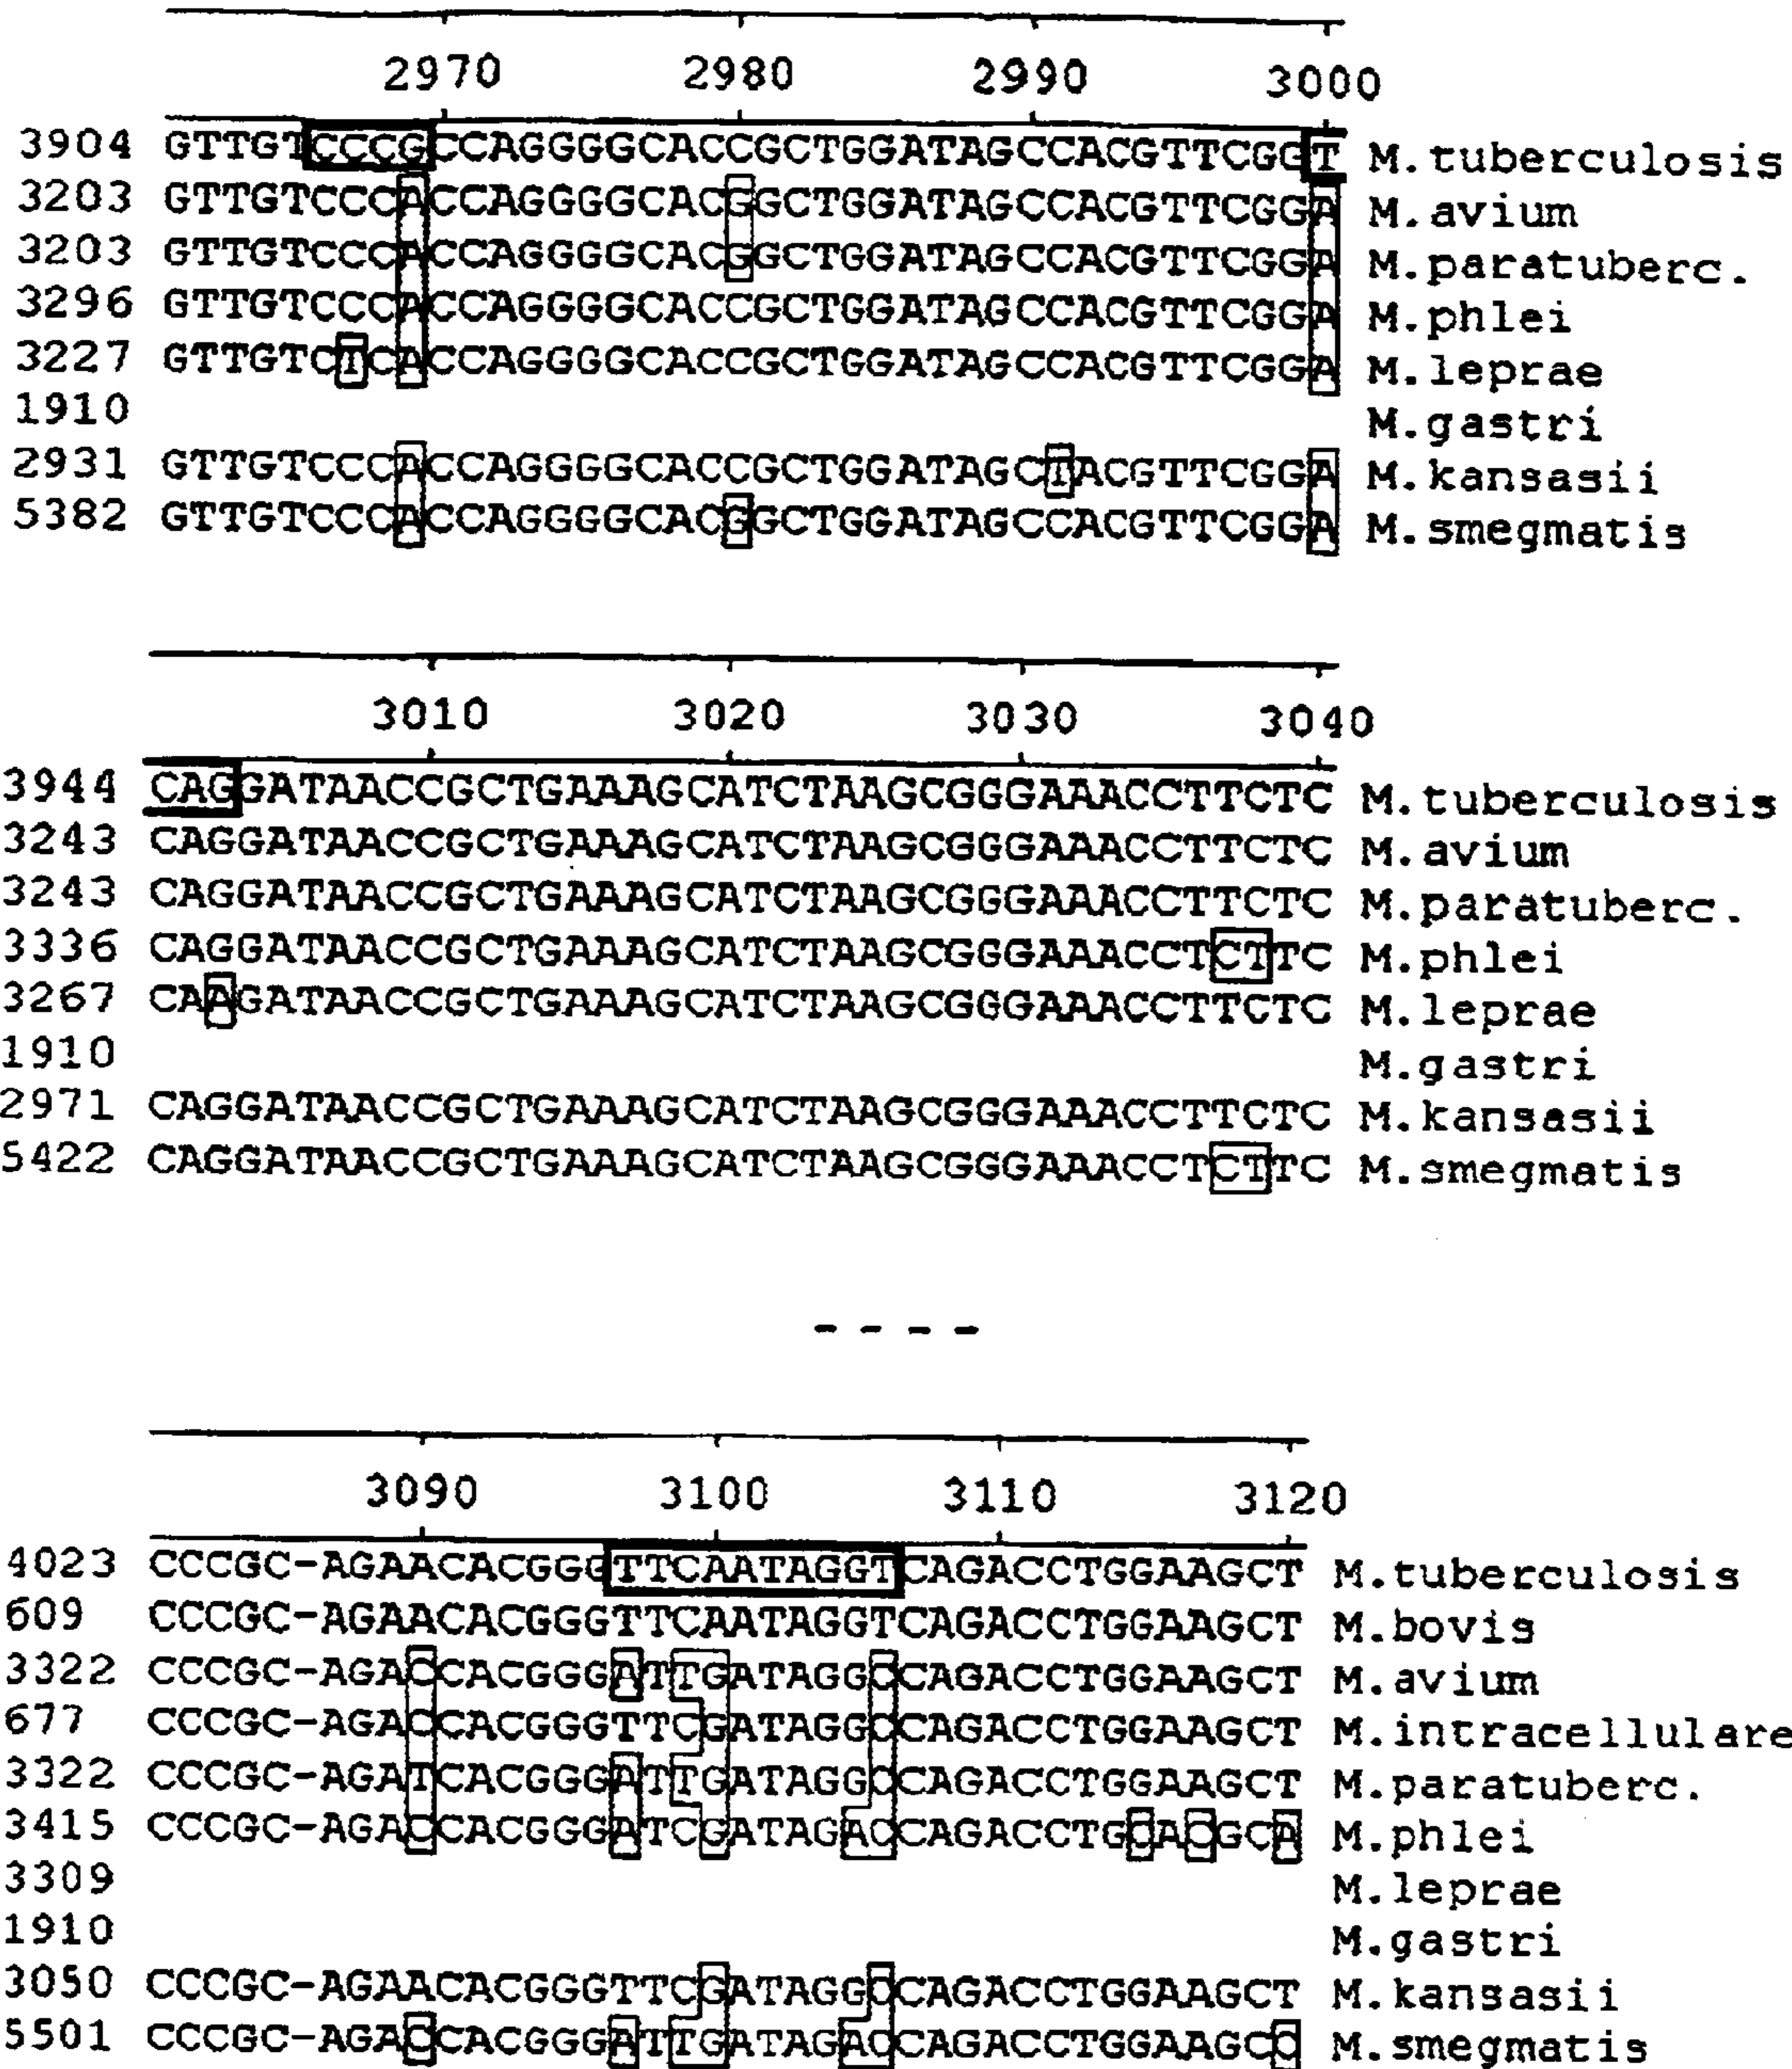 2970 2980 2990 3000
3904 GTTGTCCCGCCAGGGGCACCGCTGGATAGCCACGTTCGGT M.tuberculosis
3203 GTTGTCCCACCAGGGGCACGGCTGGATAGCCACGTTCGGA M.avium
3203 GTTGTCCCACCAGGGGCACGGCTGGATAGCCACGTTCGGA M.paratuberc.
3296 GTTGTCCCACCAGGGGCACCGCTGGATAGCCACGTTCGGA M.phlei
3227 GTTGTCTCACCAGGGGCACCGCTGGATAGCCACGTTCGGA M.leprae
1910 M.gastri
2931 GTTGTCCCACCAGGGGCACCGCTGGATAGCTACGTTCGGA M.kansasii
5382 GTTGTCCCACCAGGGGCACGGCTGGATAGCCACGTTCGGA M.smegmatis
3010 3020 3030 3040
3944 CAGGATAACCGCTGAAAGCATCTAAGCGGGAAACCTTCTC M.tuberculosis
3243 CAGGATAACCGCTGAAAGCATCTAAGCGGGAAACCTTCTC M.avium
3243 CAGGATAACCGCTGAAAGCATCTAAGCGGGAAACCTTCTC M.paratuberc.
3336 CAGGATAACCGCTGAAAGCATCTAAGCGGGAAACCTCTTC M.phlei
3267 CAAGATAACCGCTGAAAGCATCTAAGCGGGAAACCTTCTC M.leprae
1910 M.gastri
2971 CAGGATAACCGCTGAAAGCATCTAAGCGGGAAACCTTCTC M.kansasii
5422 CAGGATAACCGCTGAAAGCATCTAAGCGGGAAACCTCTTC M.smegmatis
- - - -
3090 3100 3110 3120
4023 CCCGC-AGAACACGGGTTCAATAGGTCAGACCTGGAAGCT M.tuberculosis
609 CCCGC-AGAACACGGGTTCAATAGGTCAGACCTGGAAGCT M.bovis
3322 CCCGC-AGACCACGGGATTGATAGGCCAGACCTGGAAGCT M.avium
677 CCCGC-AGACCACGGGTTCGATAGGCCAGACCTGGAAGCT M.intracellulare
3322 CCCGC-AGATCACGGGATTGATAGGCCAGACCTGGAAGCT M.paratuberc.
3415 CCCGC-AGACCACGGGATCGATAGACCAGACCTGCACGCA M.phlei
3309 M.leprae
1910 M.gastri
3050 CCCGC-AGAACACGGGTTCGATAGGCCAGACCTGGAAGCT M.kansasii
5501 CCCGC-AGACCACGGGATTGATAGACCAGACCTGGAAGCC M.smegmatis